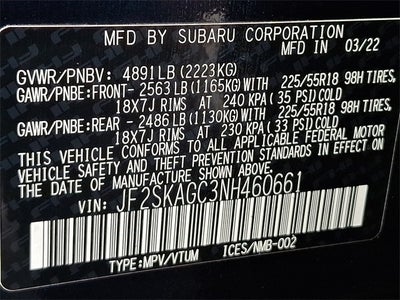 MFD BY SUBARU CORPORATION
MFD IN 03/22
GVWR/PNBV: 4891LB (2223KG)
GAWR/PNBE:FRONT- 2563LB (1165KG)WITH 225/55R18 98H TIRES,
18X7J RIMS AT 240 KPA (35 PSI)COLD
GAWR/PNBE:REAR - 2486LB (1130KG)WITH 225/55R18 98H TIRES,
18X7J RIMS AT 230 KPA (33 PSI)COLD
THIS VEHICLE CONFORMS TO ALL APPLICABLE FEDERAL MOTOR
VEHICLE SAFETY AND THEFT PREVENTION STANDARDS IN EFFECT
ON THE DATE OF MANUFACTURE SHOWN ABOVE.
VIN: JF2SKAGC3NH460661
TYPE:MPV/VTUM ICES/NMB-002